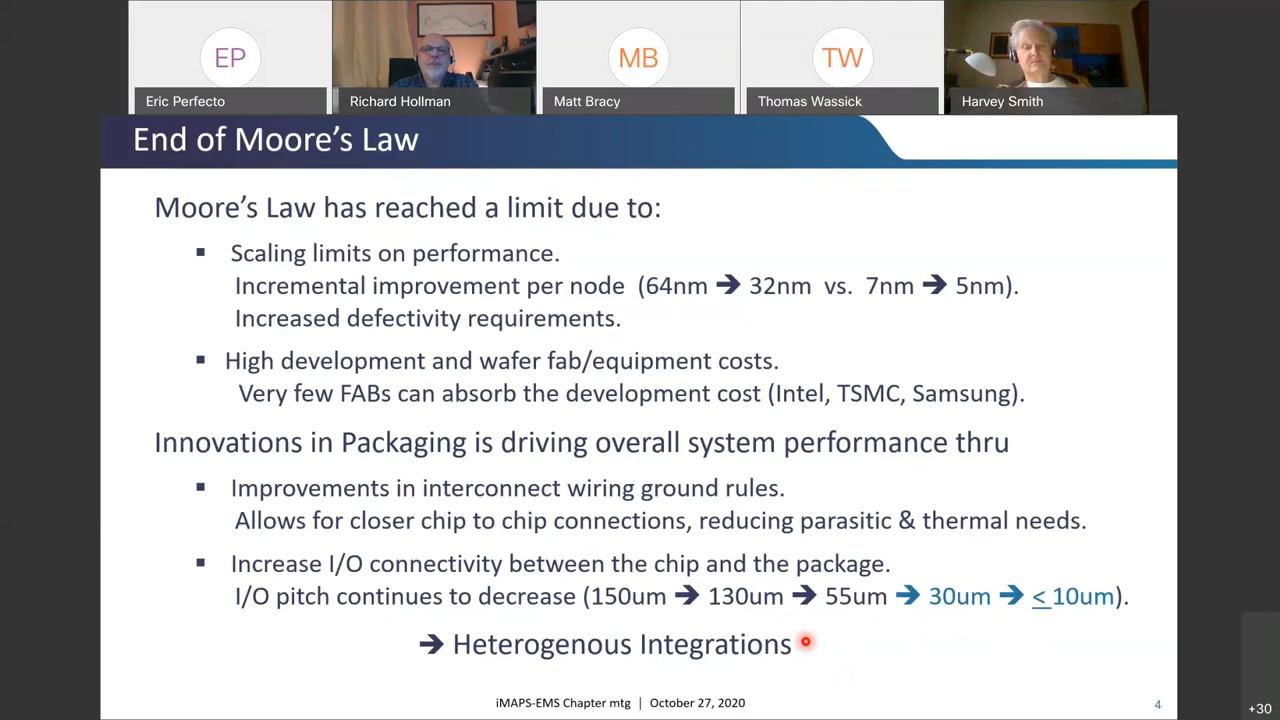 EP
MB
TW
Eric Perfecto
Richard Hollman
Matt Bracy
Thomas Wassick
Harvey Smith
End of Moore’s Law
Moore’s Law has reached a limit due to:
▪ Scaling limits on performance.
Incremental improvement per node (64nm ➔ 32nm vs. 7nm ➔ 5nm).
Increased defectivity requirements.
▪ High development and wafer fab/equipment costs.
Very few FABs can absorb the development cost (Intel, TSMC, Samsung).
Innovations in Packaging is driving overall system performance thru
▪ Improvements in interconnect wiring ground rules.
Allows for closer chip to chip connections, reducing parasitic & thermal needs.
▪ Increase I/O connectivity between the chip and the package.
I/O pitch continues to decrease (150um ➔ 130um ➔ 55um ➔ 30um ➔ < 10um).
➔ Heterogenous Integrations
iMAPS-EMS Chapter mtg | October 27, 2020
4
+30